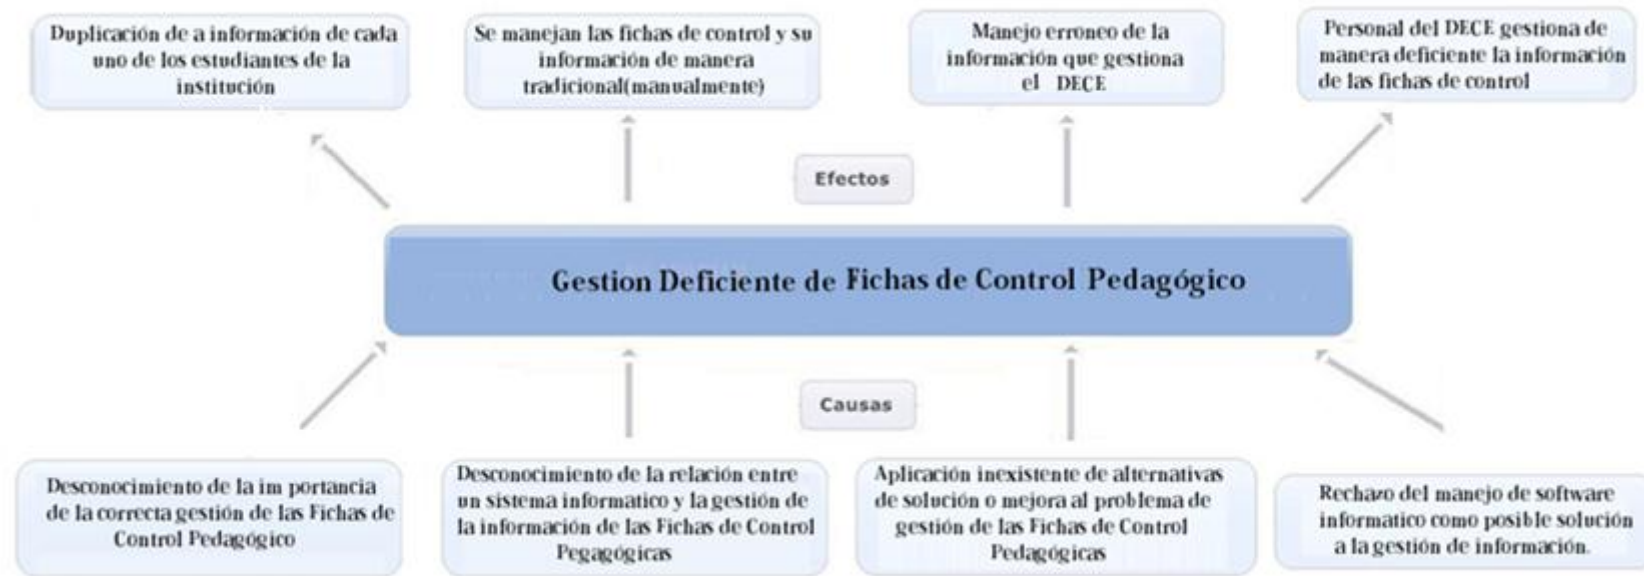 Duplicación de a información de cada
uno de los estudiantes de la
institución
Se manejan las fichas de control y su
información de manera
tradicional(manualmente)
Manejo erroneo de la
información que gestiona
el DECE
Personal del DECE gestiona de
manera deficiente la información
de las fichas de control
Efectos
Gestion Deficiente de Fichas de Control Pedagógico
Causas
Desconocimiento de la im portancia
de la correcta gestión de las Fichas de
Control Pedagógico
Desconocimiento de la relación entre
un sistema informatico y la gestión de
la información de las Fichas de Control
Pegagógicas
Aplicación inexistente de alternativas
de solución o mejora al problema de
gestión de las Fichas de Control
Pedagógicas
Rechazo del manejo de software
informatico como posible solución
a la gestión de información.